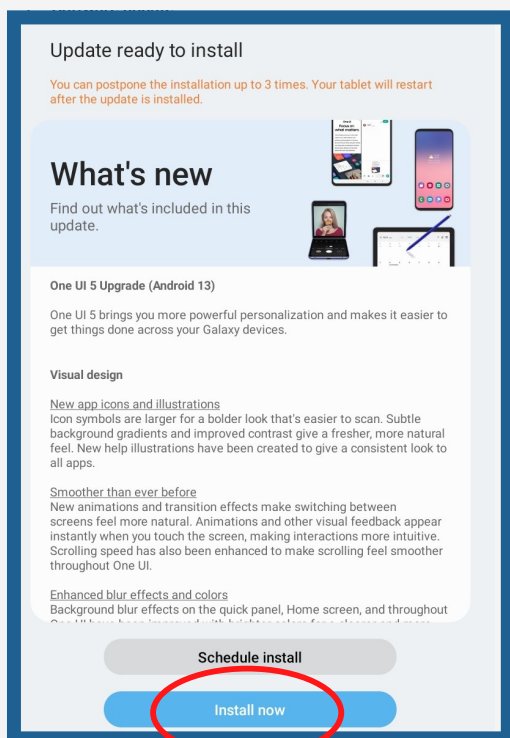 Update ready to install
You can postpone the installation up to 3 times. Your tablet will restart
after the update is installed.
What's new
Find out what's included in this
update.
One UI 5 Upgrade (Android 13)
One UI 5 brings you more powerful personalization and makes it easier to
get things done across your Galaxy devices.
Visual design
New app icons and illustrations
Icon symbols are larger for a bolder look that's easier to scan. Subtle
background gradients and improved contrast give a fresher, more natural
feel. New help illustrations have been created to give a consistent look to
all apps.
Smoother than ever before
New animations and transition effects make switching between
screens feel more natural. Animations and other visual feedback appear
instantly when you touch the screen, making interactions more intuitive.
Scrolling speed has also been enhanced to make scrolling feel smoother
throughout One UI.
Enhanced blur effects and colors
Background blur effects on the quick panel, Home screen, and throughout
Schedule install
Install now